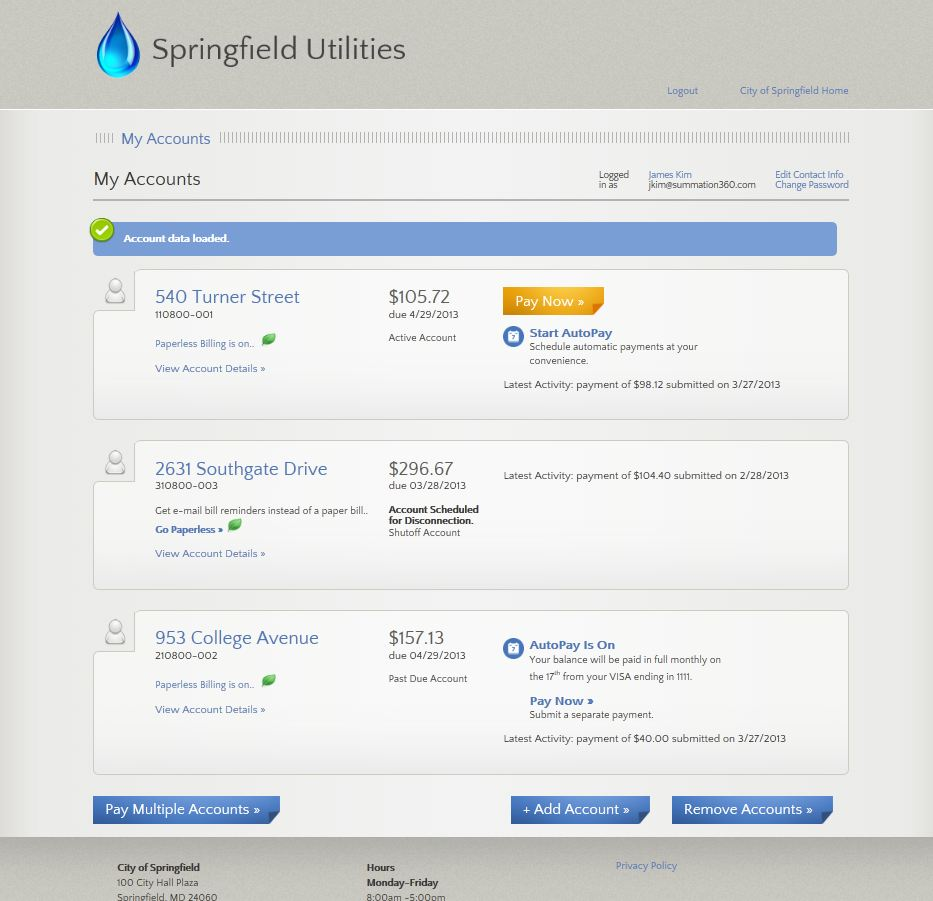 Springfield Utilities
Logout City of Springfield Home
My Accounts
My Accounts
Logged in as
James Kim
jkim@summation360.com
Edit Contact Info
Change Password
Account data loaded.
540 Turner Street
110800-001
Paperless Billing is on..
View Account Details »
$105.72
due 4/29/2013
Active Account
Pay Now »
Start AutoPay
Schedule automatic payments at your
convenience.
Latest Activity: payment of $98.12 submitted on 3/27/2013
2631 Southgate Drive
310800-003
Get e-mail bill reminders instead of a paper bill..
Go Paperless »
View Account Details »
$296.67
due 03/28/2013
Account Scheduled
for Disconnection.
Shutoff Account
Latest Activity: payment of $104.40 submitted on 2/28/2013
953 College Avenue
210800-002
Paperless Billing is on..
View Account Details »
$157.13
due 04/29/2013
Past Due Account
AutoPay Is On
Your balance will be paid in full monthly on
the 17th from your VISA ending in 1111.
Pay Now »
Submit a separate payment.
Latest Activity: payment of $40.00 submitted on 3/27/2013
Pay Multiple Accounts » + Add Account » Remove Accounts »
City of Springfield
100 City Hall Plaza
Springfield, MD 24060
Hours
Monday-Friday
8:00am -5:00pm
Privacy Policy